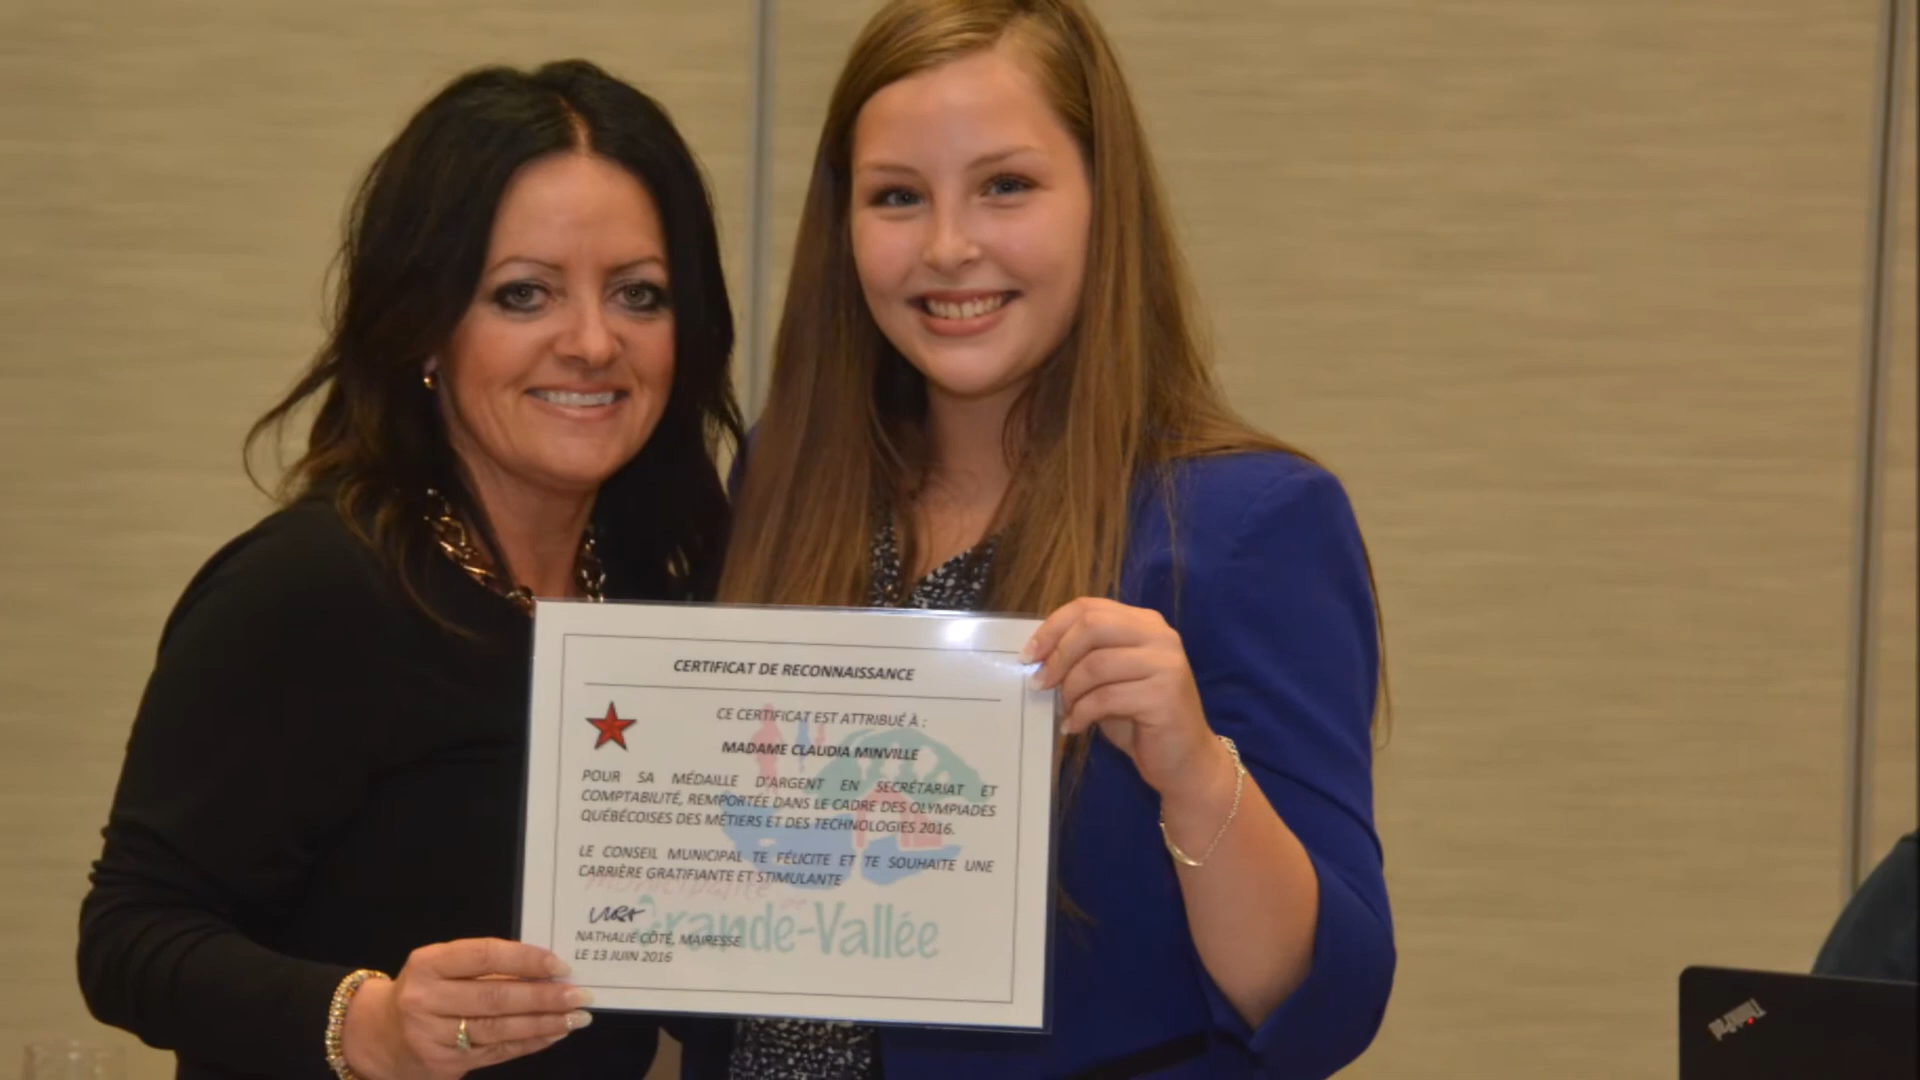 CERTIFICAT DE RECONNAISSANCE
CE CERTIFICAT EST ATTRIBUÉ À :
MADAME CLAUDIA MINVILLE
POUR SA MÉDAILLE D'ARGENT EN SECRÉTARIAT ET
COMPTABILITÉ, REMPORTÉE DANS LE CADRE DES OLYMPIADES
QUÉBÉCOISES DES MÉTIERS ET DES TECHNOLOGIES 2016.
LE CONSEIL MUNICIPAL TE FÉLICITE ET TE SOUHAITE UNE
CARRIÈRE GRATIFIANTE ET STIMULANTE
municipalité de
Grande-Vallée
NATHALIE CÔTÉ, MAIRESSE
LE 13 JUIN 2016
ThinkPad